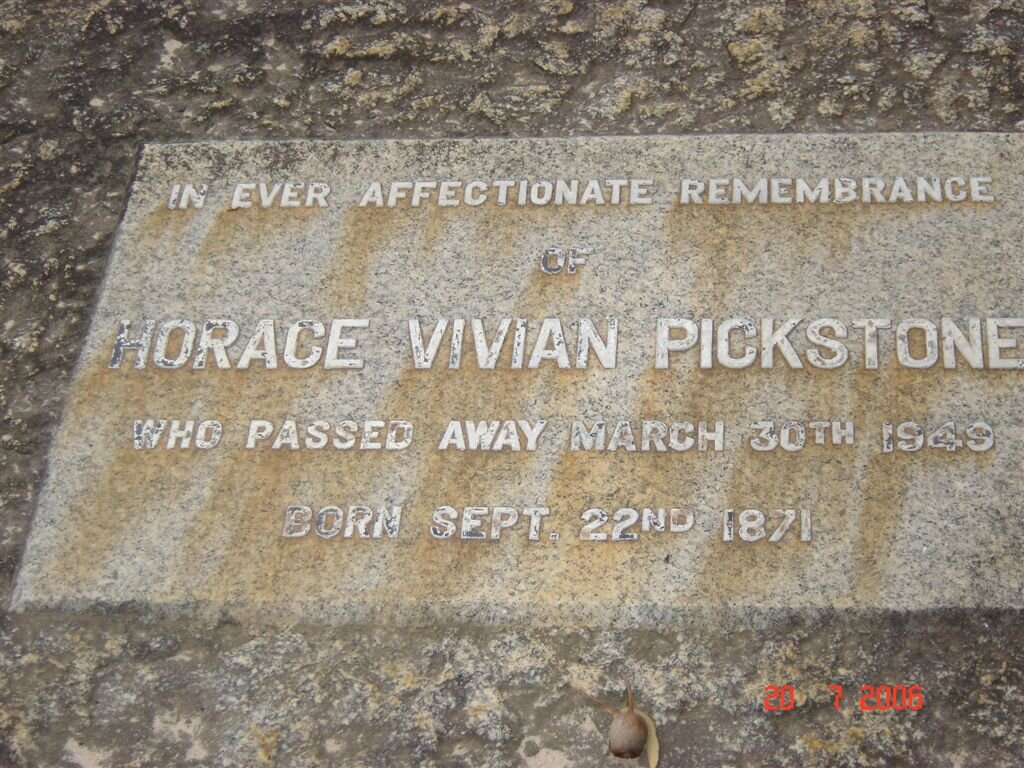 IN EVER AFFECTIONATE REMEMBRANCE
OF
HORACE VIVIAN PICKSTONE
WHO PASSED AWAY MARCH 30TH 1949
BORN SEPT. 22ND 1871
20 7 2006